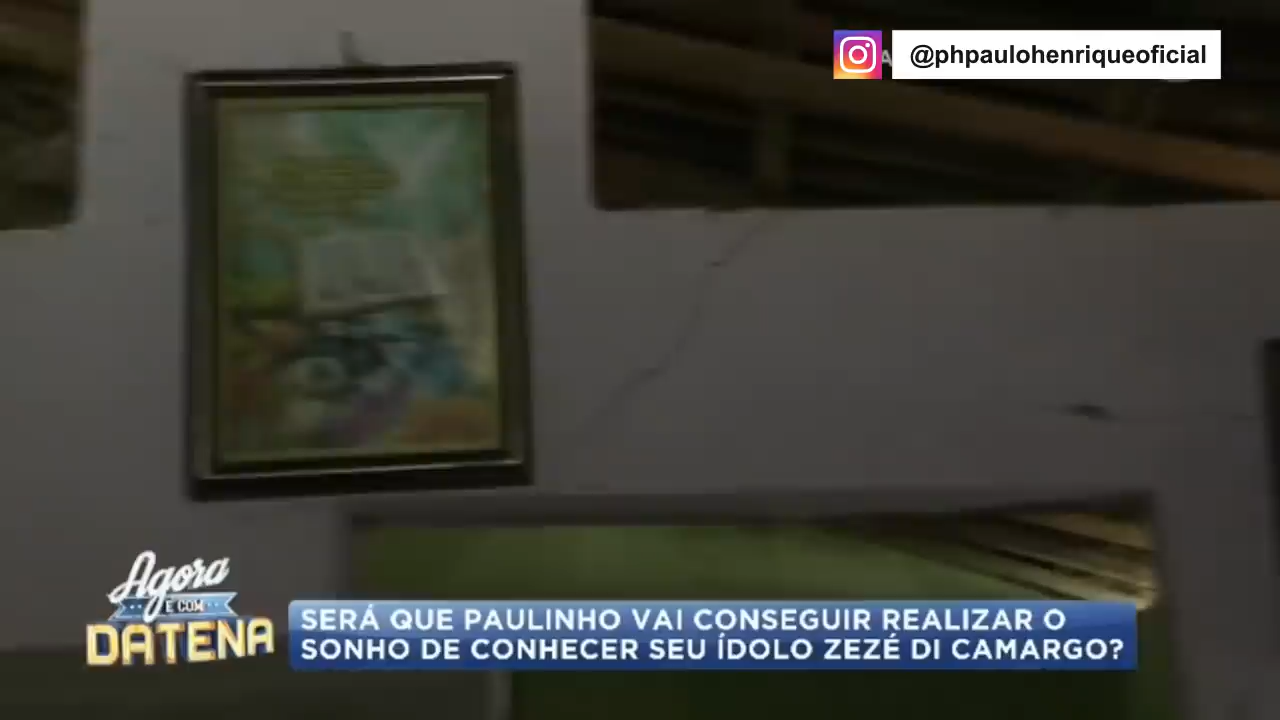 @phpaulohenriqueoficial
Agora
É COM
DATENA
SERÁ QUE PAULINHO VAI CONSEGUIR REALIZAR O
SONHO DE CONHECER SEU ÍDOLO ZEZÉ DI CAMARGO?